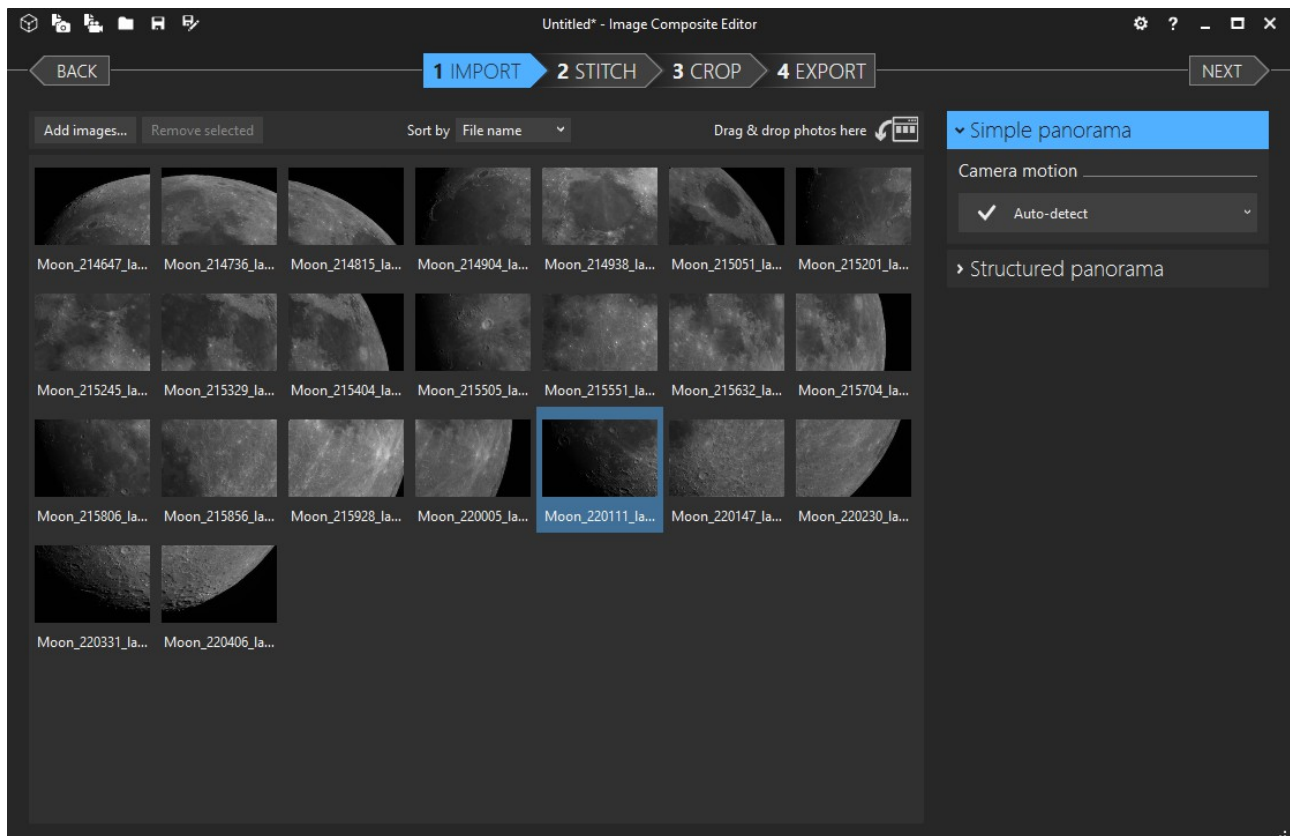 Untitled* - Image Composite Editor
?
BACK
1 IMPORT
2 STITCH
3 CROP
4 EXPORT
NEXT
Add images...
Remove selected
Sort by File name
Drag & drop photos here
Simple panorama
Camera motion
Auto-detect
Structured panorama
Moon_214647_la... Moon_214736_la... Moon_214815_la... Moon_214904_la... Moon_214938_la... Moon_215051_la... Moon_215201_la...
Moon_215245_la... Moon_215329_la... Moon_215404_la... Moon_215505_la... Moon_215551_la... Moon_215632_la... Moon_215704_la...
Moon_215806_la... Moon_215856_la... Moon_215928_la... Moon_220005_la... Moon_220111_la... Moon_220147_la... Moon_220230_la...
Moon_220331_la... Moon_220406_la...